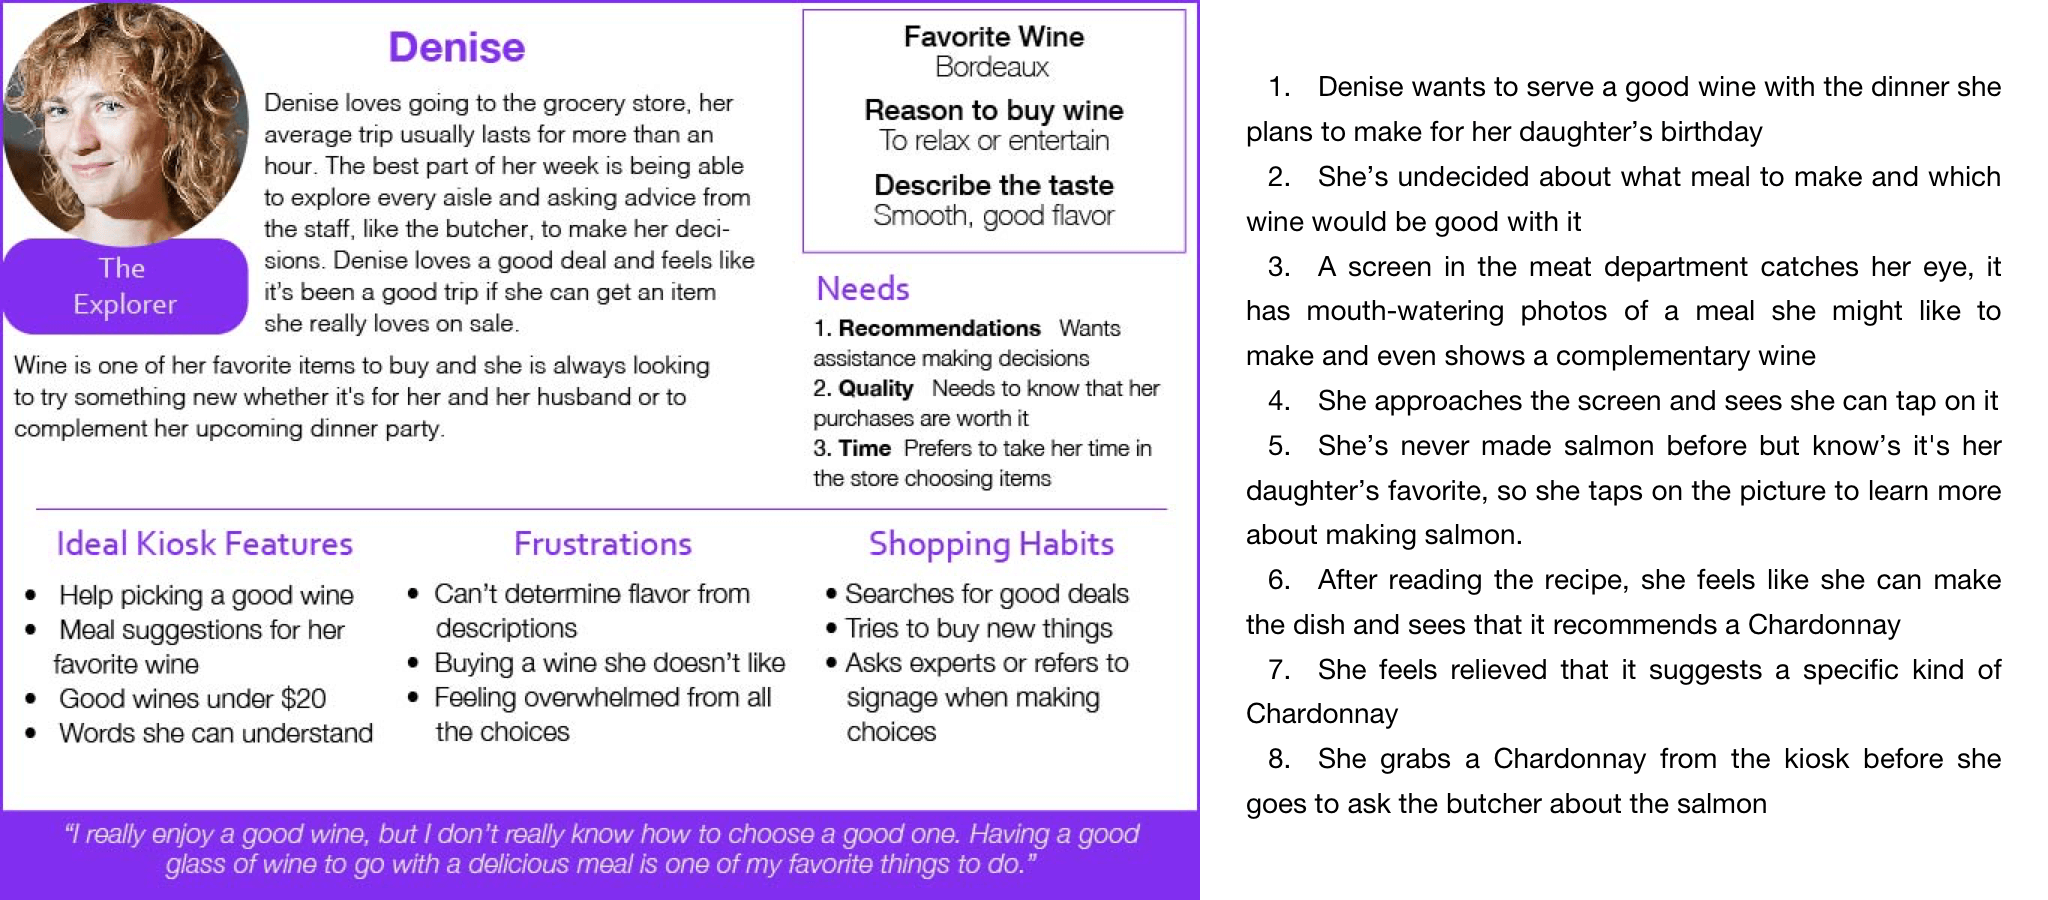 Denise
Denise loves going to the grocery store, her
average trip usually lasts for more than an
hour. The best part of her week is being able
to explore every aisle and asking advice from
the staff, like the butcher, to make her deci-
sions. Denise loves a good deal and feels like
it's been a good trip if she can get an item
she really loves on sale.
The
Explorer
Wine is one of her favorite items to buy and she is always looking
to try something new whether it's for her and her husband or to
complement her upcoming dinner party.
Favorite Wine
Bordeaux
Reason to buy wine
To relax or entertain
Describe the taste
Smooth, good flavor
Needs
1. Recommendations Wants
assistance making decisions
2. Quality Needs to know that her
purchases are worth it
3. Time Prefers to take her time in
the store choosing items
Ideal Kiosk Features
• Help picking a good wine
• Meal suggestions for her
favorite wine
• Good wines under $20
• Words she can understand
Frustrations
• Can't determine flavor from
descriptions
• Buying a wine she doesn't like
• Feeling overwhelmed from all
the choices
Shopping Habits
• Searches for good deals
• Tries to buy new things
• Asks experts or refers to
signage when making
choices
“I really enjoy a good wine, but I don't really know how to choose a good one. Having a good
glass of wine to go with a delicious meal is one of my favorite things to do.”
1. Denise wants to serve a good wine with the dinner she
plans to make for her daughter’s birthday
2. She’s undecided about what meal to make and which
wine would be good with it
3. A screen in the meat department catches her eye, it
has mouth-watering photos of a meal she might like to
make and even shows a complementary wine
4. She approaches the screen and sees she can tap on it
5. She’s never made salmon before but know’s it's her
daughter’s favorite, so she taps on the picture to learn more
about making salmon.
6. After reading the recipe, she feels like she can make
the dish and sees that it recommends a Chardonnay
7. She feels relieved that it suggests a specific kind of
Chardonnay
8. She grabs a Chardonnay from the kiosk before she
goes to ask the butcher about the salmon